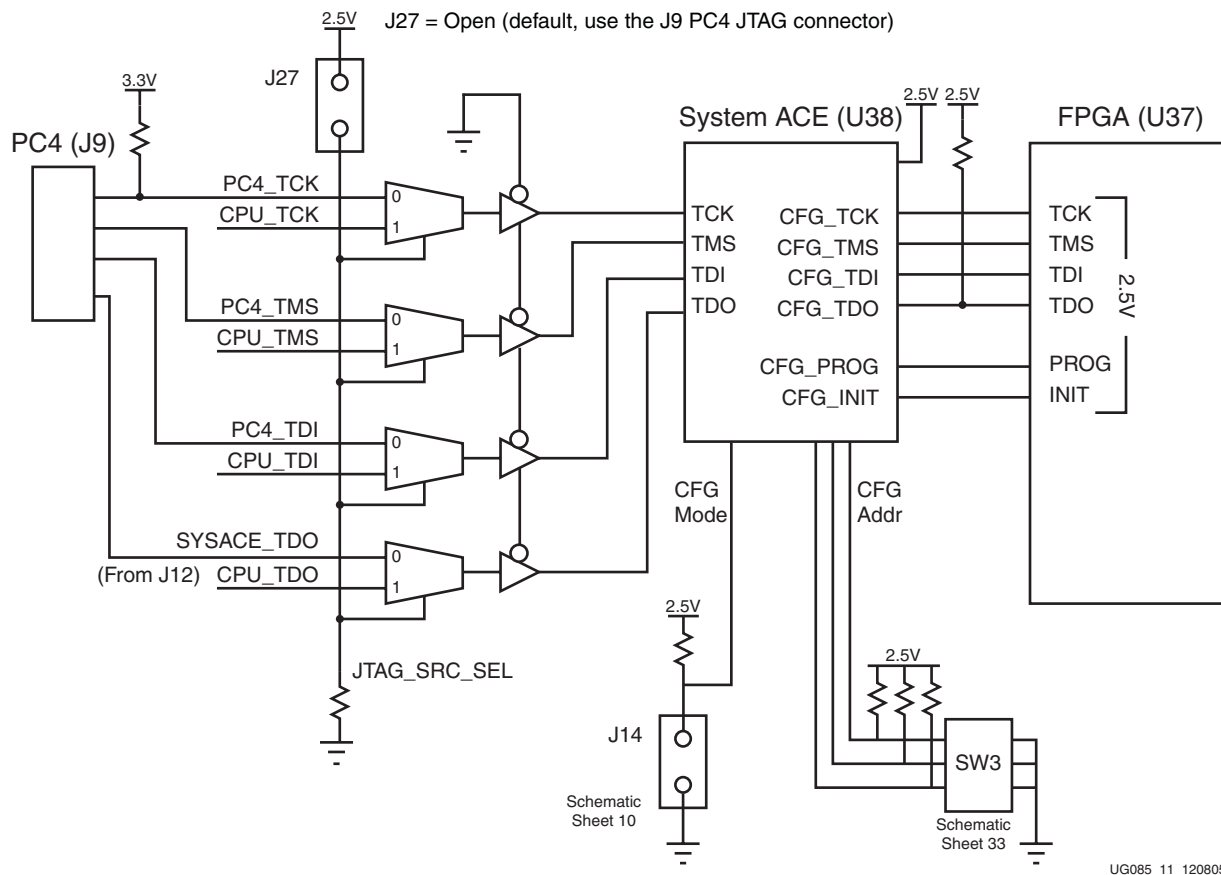 2.5V
J27 = Open (default, use the J9 PC4 JTAG connector)
J27
3.3V
PC4 (J9)
System ACE (U38)
2.5V
2.5V
FPGA (U37)
PC4_TCK
0
CPU_TCK
1
PC4_TMS
0
CPU_TMS
1
PC4_TDI
0
CPU_TDI
1
SYSACE_TDO
0
(From J12)
CPU_TDO
1
JTAG_SRC_SEL
TCK
TMS
TDI
TDO
CFG_TCK
CFG_TMS
CFG_TDI
CFG_TDO
CFG_PROG
CFG_INIT
TCK
TMS
TDI
TDO
PROG
INIT
2.5V
CFG
Mode
CFG
Addr
2.5V
J14
Schematic
Sheet 10
2.5V
SW3
Schematic
Sheet 33
UG085_11_120805